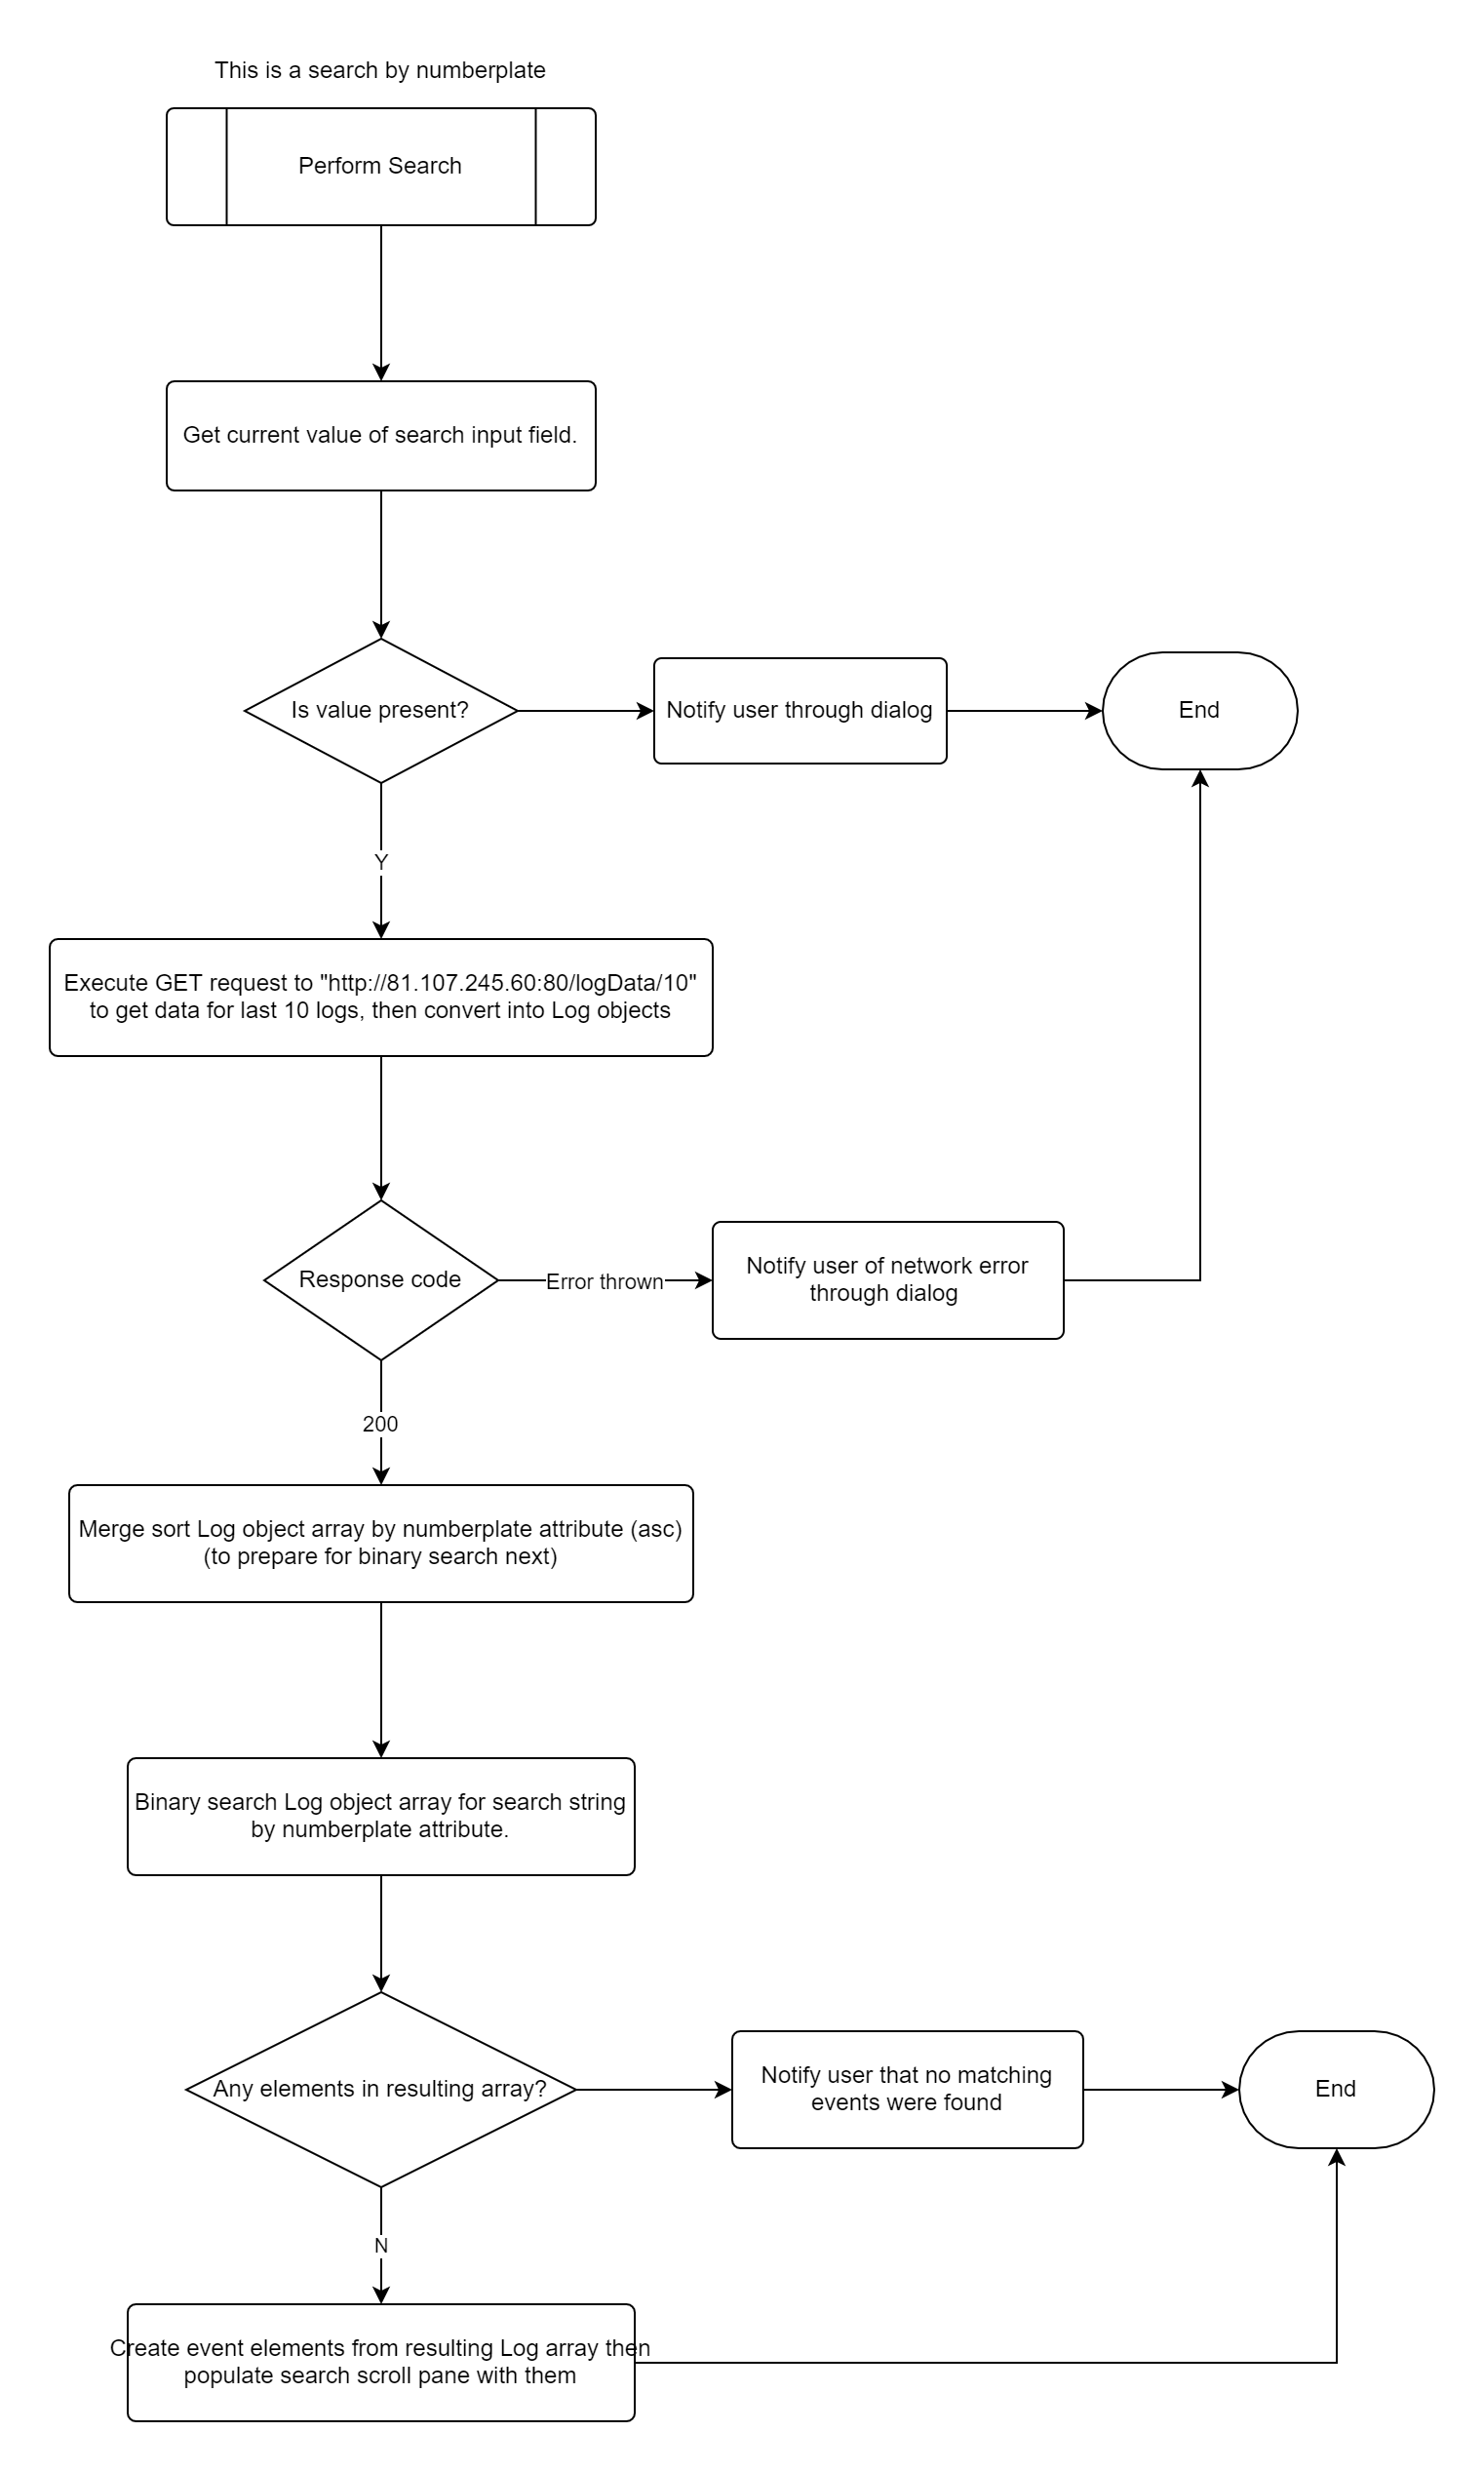 This is a search by numberplate
Perform Search
Get current value of search input field.
Is value present?
Notify user through dialog
End
Y
Execute GET request to "http://81.107.245.60:80/logData/10"
to get data for last 10 logs, then convert into Log objects
Response code
Error thrown
Notify user of network error
through dialog
200
Merge sort Log object array by numberplate attribute (asc)
(to prepare for binary search next)
Binary search Log object array for search string
by numberplate attribute.
Any elements in resulting array?
Notify user that no matching
events were found
End
N
Create event elements from resulting Log array then
populate search scroll pane with them